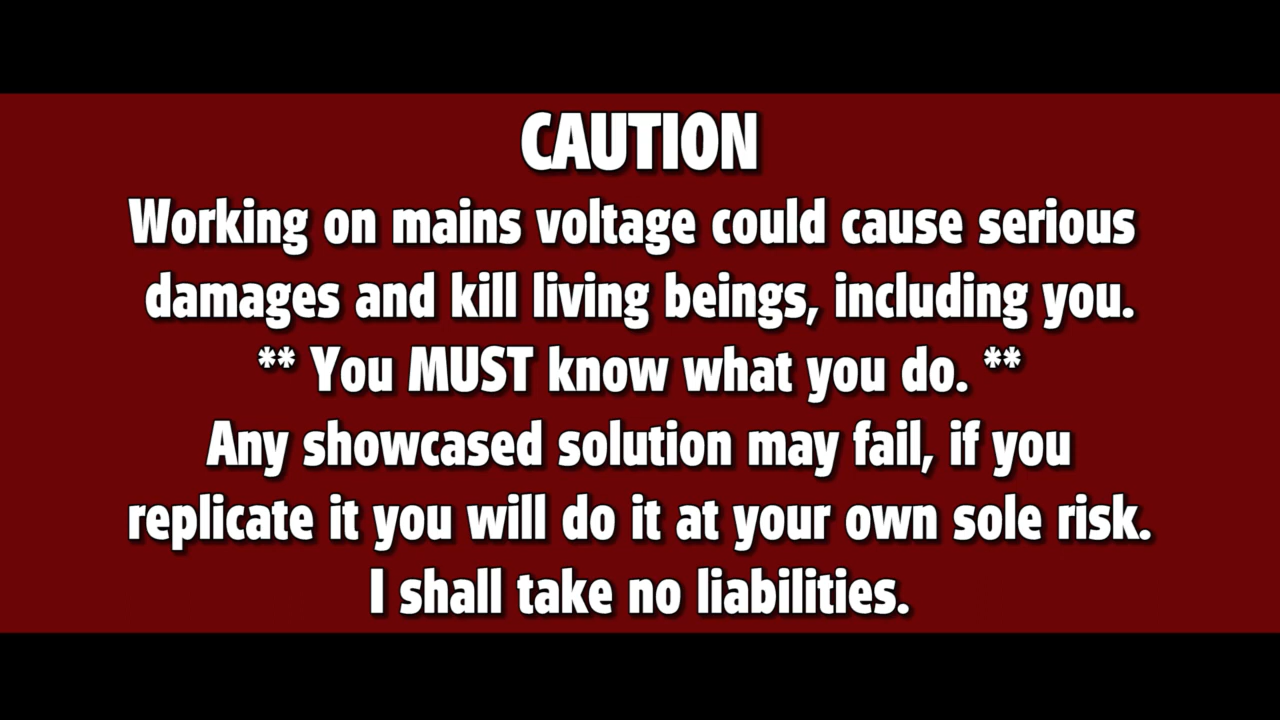 CAUTION
Working on mains voltage could cause serious
damages and kill living beings, including you.
** You MUST know what you do. **
Any showcased solution may fail, if you
replicate it you will do it at your own sole risk.
I shall take no liabilities.